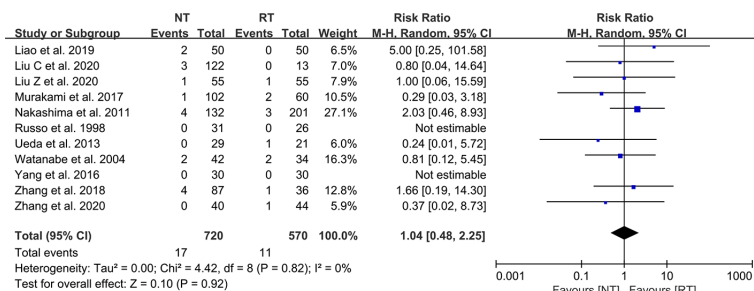 NT RT Risk Ratio Risk Ratio
Study or Subgroup Events Total Events Total Weight M-H, Random, 95% CI M-H, Random, 95% CI
Liao et al. 2019 2 50 0 50 6.5% 5.00 [0.25, 101.58]
Liu C et al. 2020 3 122 0 13 6.9% 0.80 [0.04, 14.64]
Liu Z et al. 2020 1 55 1 55 7.9% 1.00 [0.06, 15.59]
Murakami et al. 2017 1 102 2 60 10.5% 0.29 [0.03, 3.18]
Nakashima et al. 2011 4 132 3 201 27.1% 2.03 [0.46, 8.93]
Russo et al. 1998 0 31 0 26 Not estimable
Ueda et al. 2013 0 29 1 21 6.0% 0.24 [0.01, 5.72]
Watanabe et al. 2004 2 42 2 34 16.3% 0.81 [0.12, 5.45]
Yang et al. 2016 0 30 0 30 Not estimable
Zhang et al. 2018 4 87 1 36 12.8% 1.66 [0.19, 14.30]
Zhang et al. 2020 0 40 1 44 5.9% 0.37 [0.02, 8.73]
Total (95% CI) 720 570 100.0% 1.04 [0.48, 2.25]
Total events 17 11
Heterogeneity: Tau² = 0.00; Chi² = 4.42, df = 8 (P = 0.82); I² = 0%
Test for overall effect: Z = 0.10 (P = 0.92)
0.001 0.1 1 10 1000
Favours [NT] Favours [RT]